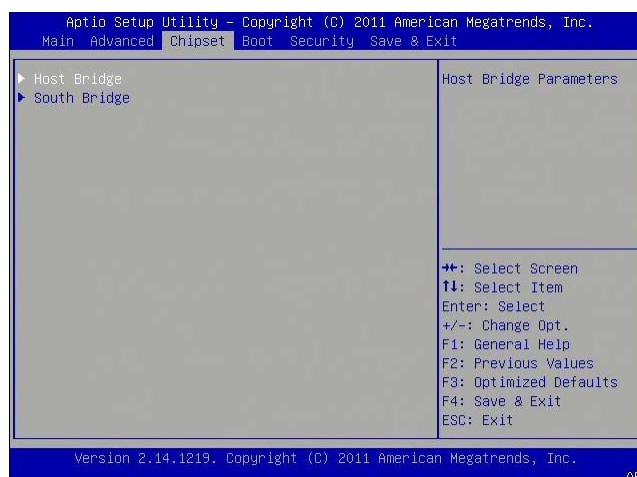 Aptio Setup Utility – Copyright (C) 2011 American Megatrends, Inc.
Main Advanced Chipset Boot Security Save & Exit
Host Bridge
South Bridge
Host Bridge Parameters
→←: Select Screen
↑↓: Select Item
Enter: Select
+/-: Change Opt.
F1: General Help
F2: Previous Values
F3: Optimized Defaults
F4: Save & Exit
ESC: Exit
Version 2.14.1219. Copyright (C) 2011 American Megatrends, Inc.